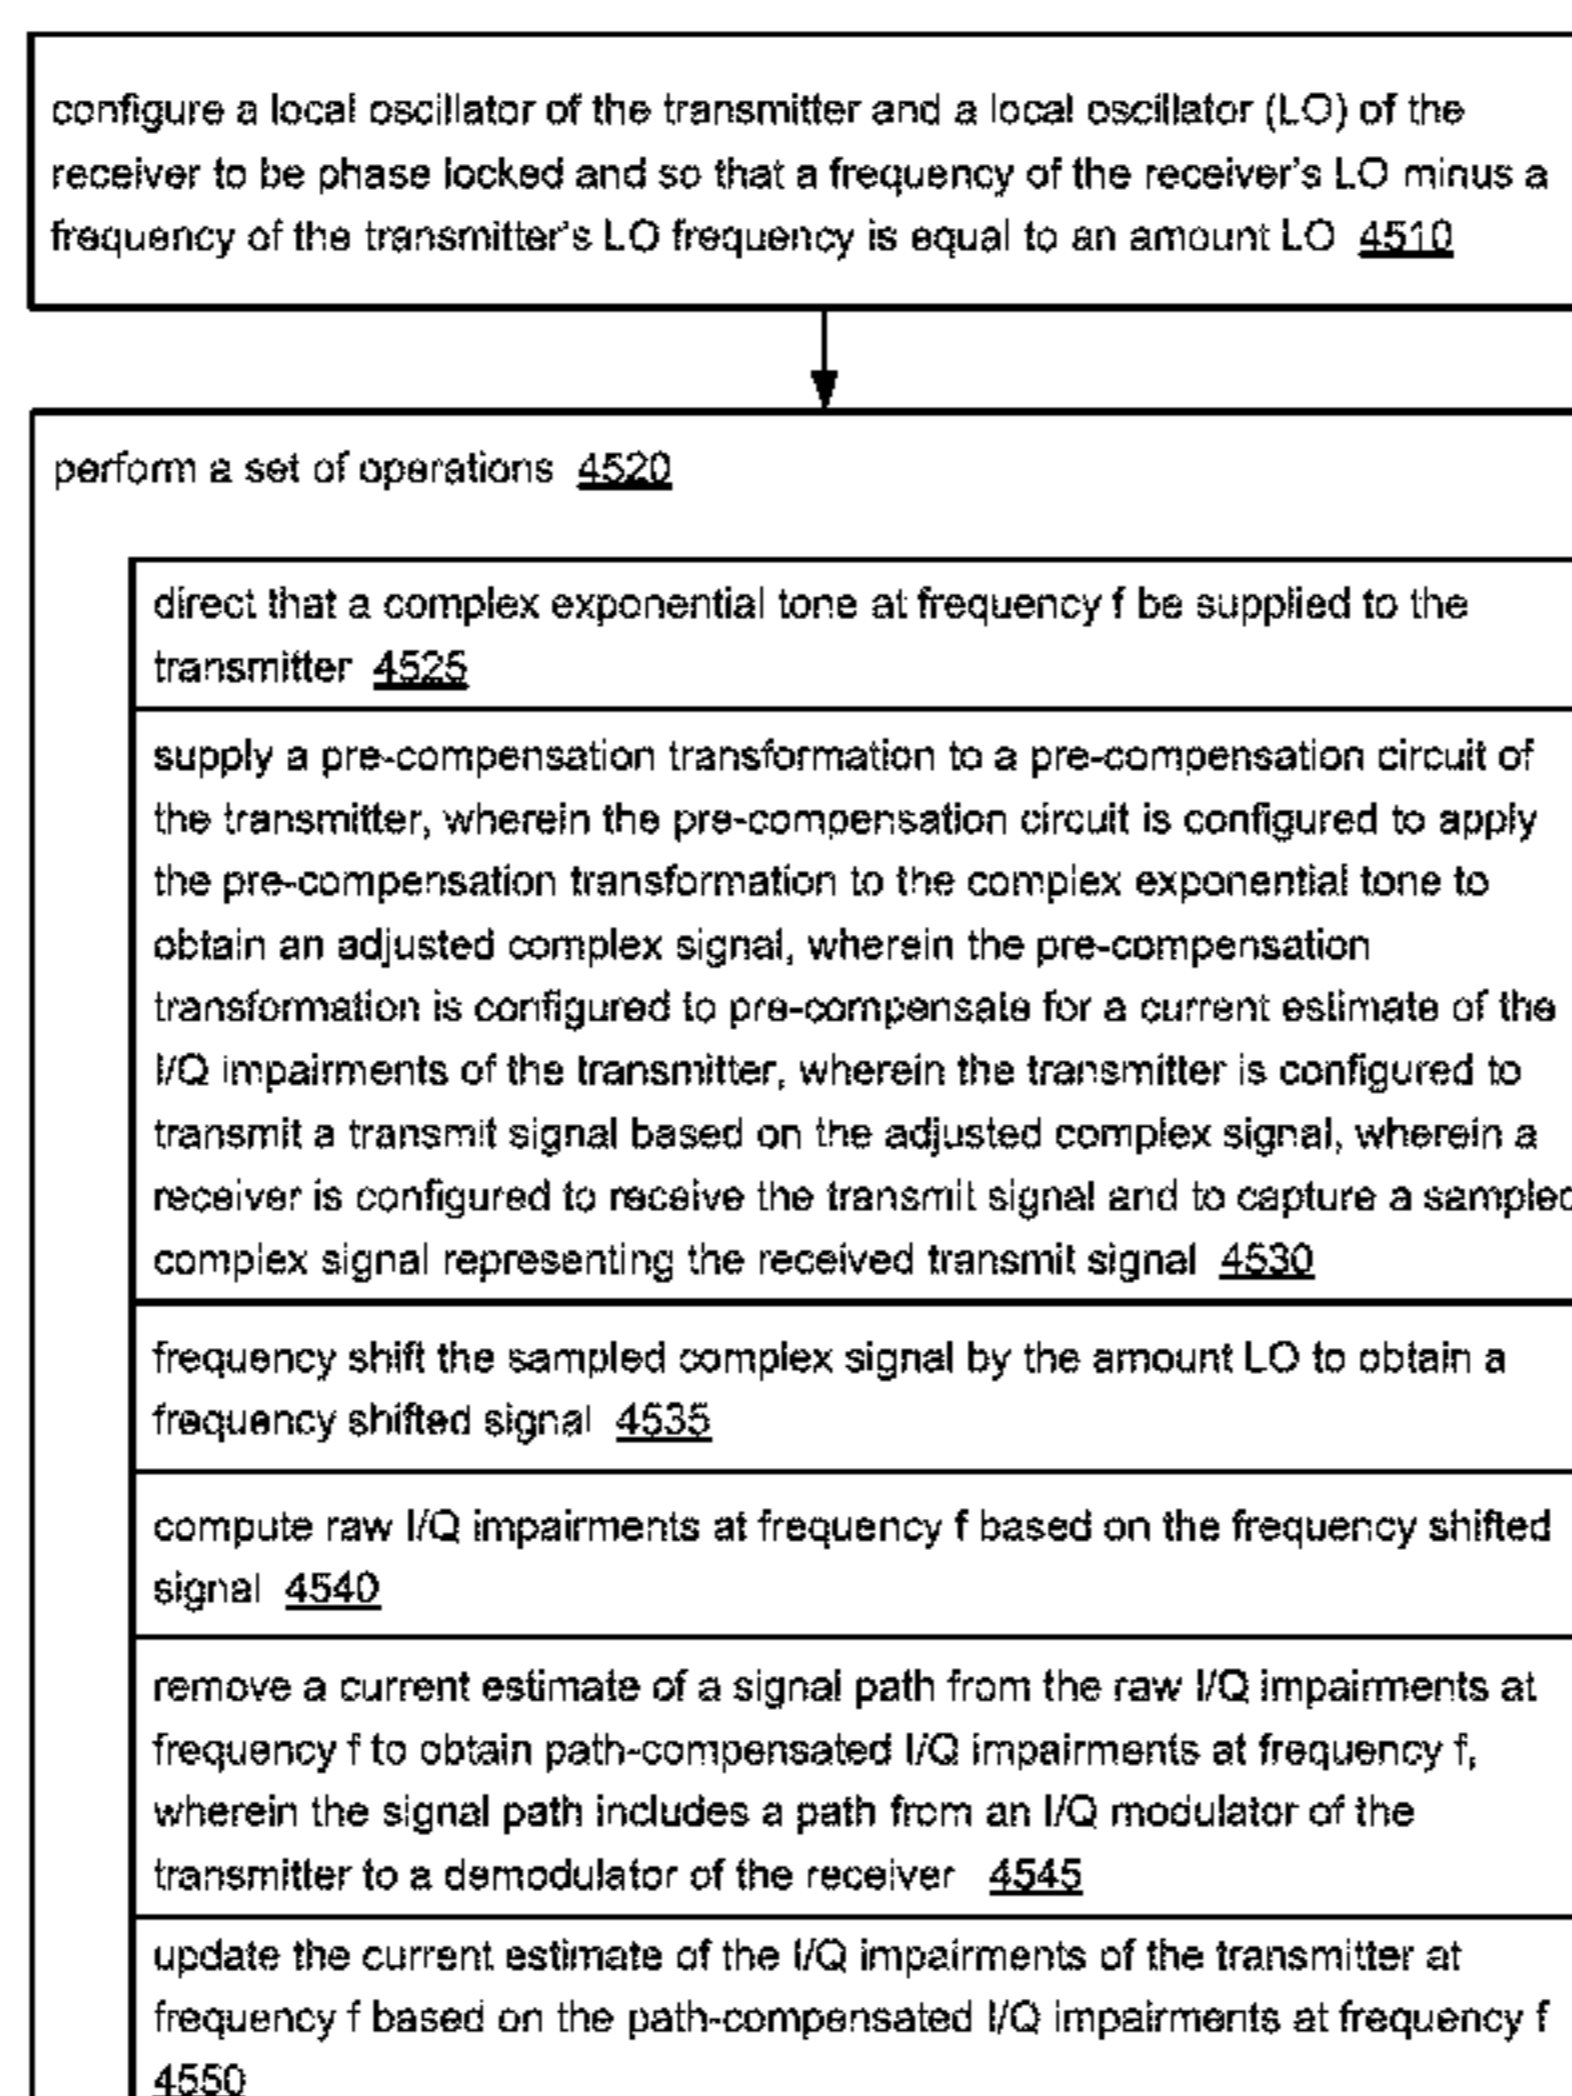 configure a local oscillator of the transmitter and a local oscillator (LO) of the
receiver to be phase locked and so that a frequency of the receiver's LO minus a
frequency of the transmitter's LO frequency is equal to an amount LO 4510
perform a set of operations 4520
direct that a complex exponential tone at frequency f be supplied to the
transmitter 4525
supply a pre-compensation transformation to a pre-compensation circuit of
the transmitter, wherein the pre-compensation circuit is configured to apply
the pre-compensation transformation to the complex exponential tone to
obtain an adjusted complex signal, wherein the pre-compensation
transformation is configured to pre-compensate for a current estimate of the
I/Q impairments of the transmitter, wherein the transmitter is configured to
transmit a transmit signal based on the adjusted complex signal, wherein a
receiver is configured to receive the transmit signal and to capture a sampled
complex signal representing the received transmit signal 4530
frequency shift the sampled complex signal by the amount LO to obtain a
frequency shifted signal 4535
compute raw I/Q impairments at frequency f based on the frequency shifted
signal 4540
remove a current estimate of a signal path from the raw I/Q impairments at
frequency f to obtain path-compensated I/Q impairments at frequency f,
wherein the signal path includes a path from an I/Q modulator of the
transmitter to a demodulator of the receiver 4545
update the current estimate of the I/Q impairments of the transmitter at
frequency f based on the path-compensated I/Q impairments at frequency f
4550